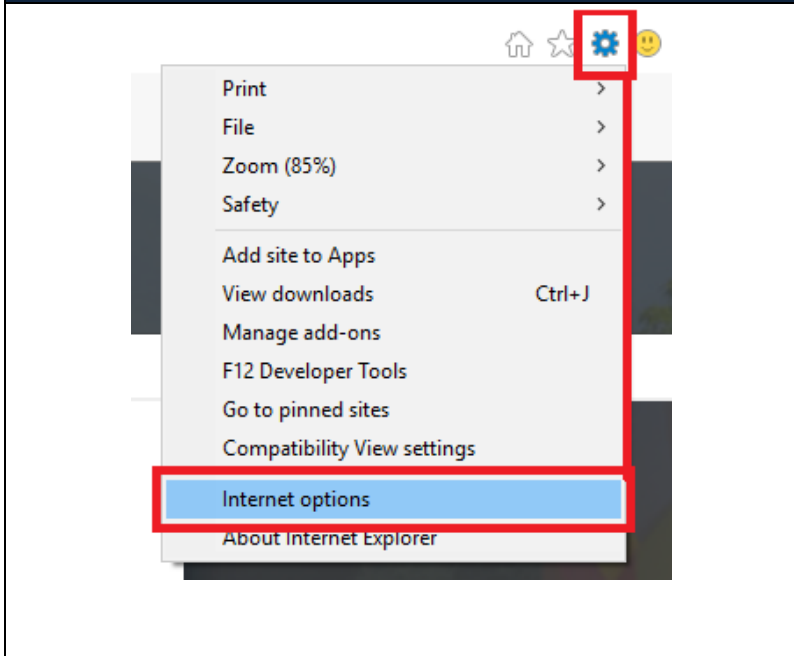 Print
File
Zoom (85%)
Safety
Add site to Apps
View downloads Ctrl+J
Manage add-ons
F12 Developer Tools
Go to pinned sites
Compatibility View settings
Internet options
About Internet Explorer